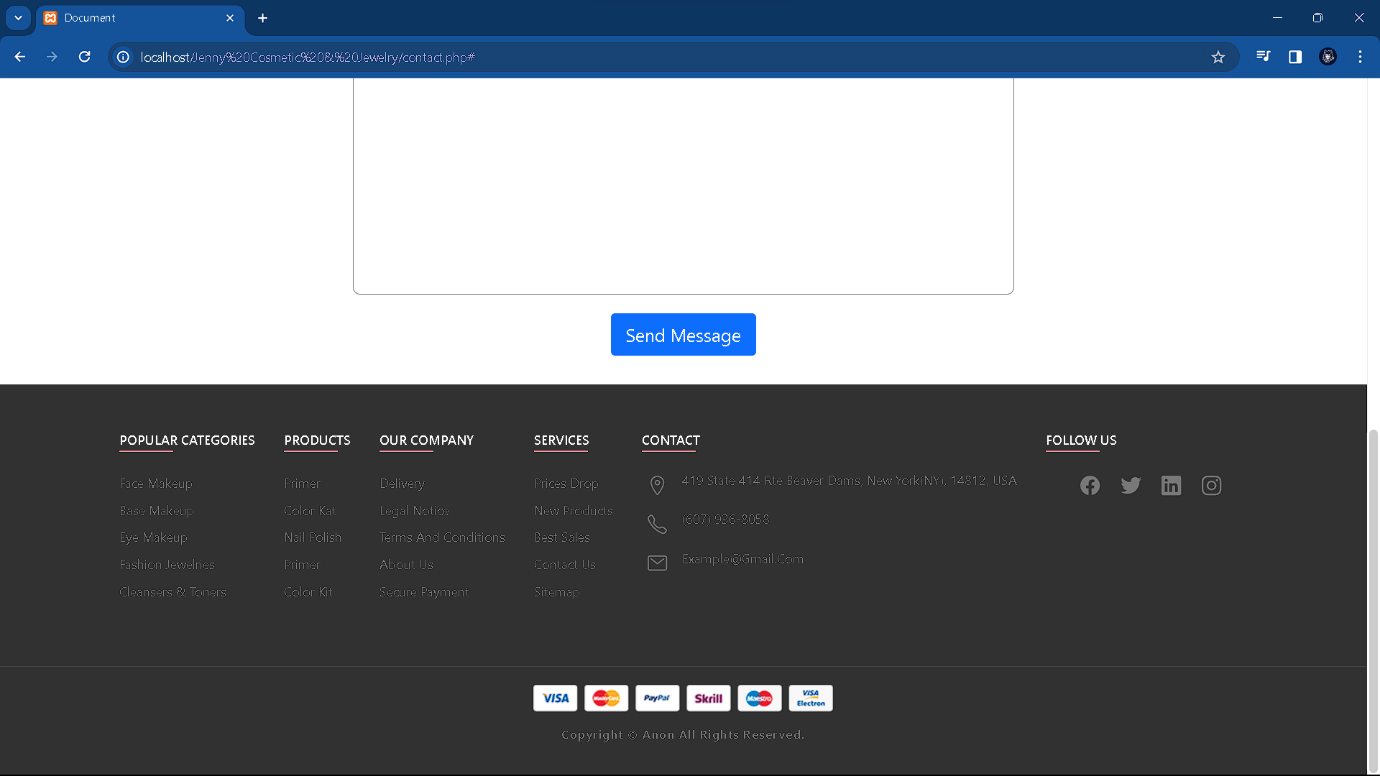 Document
localhost/Jenny%20Cosmetic%20&%20Jewelry/contact.php#
Send Message
POPULAR CATEGORIES
Face Makeup
Base Makeup
Eye Makeup
Fashion Jewelries
Cleansers & Toners
PRODUCTS
Primer
Color Kat
Nail Polish
Primer
Color Kit
OUR COMPANY
Delivery
Legal Notice
Terms And Conditions
About Us
Secure Payment
SERVICES
Prices Drop
New Products
Best Sales
Contact Us
Sitemap
CONTACT
419 State 414 Rte Beaver Dams, New York(NY), 14812, USA
(607) 936-8058
Example@Gmail.Com
FOLLOW US
VISA MasterCard PayPal Skrill Maestro VISA Electron
Copyright © Anon All Rights Reserved.